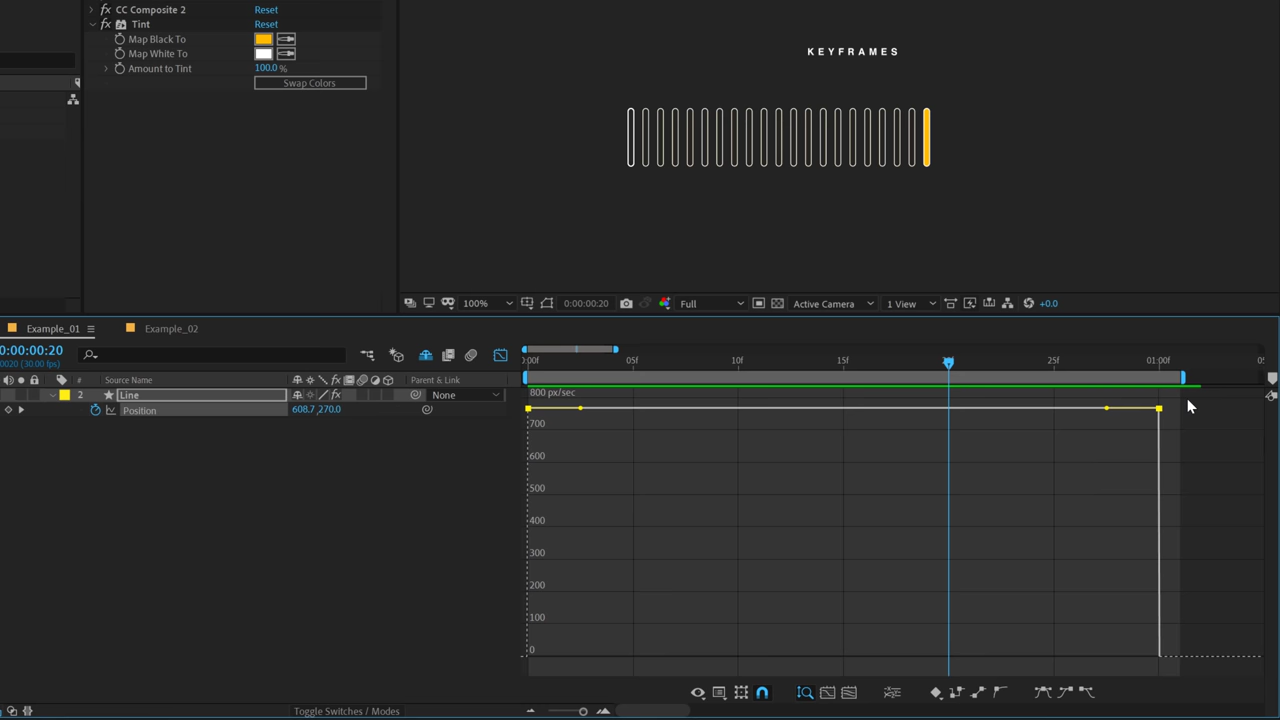 fx CC Composite 2 Reset
fx Tint Reset
Map Black To
Map White To
Amount to Tint 100.0 %
Swap Colors
KEYFRAMES
100% 0:00:00:20 Full Active Camera 1 View +0.0
Example_01 Example_02
0:00:00:20
0020 (30.00 fps)
# Source Name fx Parent & Link
:00f 05f 10f 15f 25f 01:00f
2 Line None
Position 608.7,270.0
800 px/sec
700
600
500
400
300
200
100
0
Toggle Switches / Modes